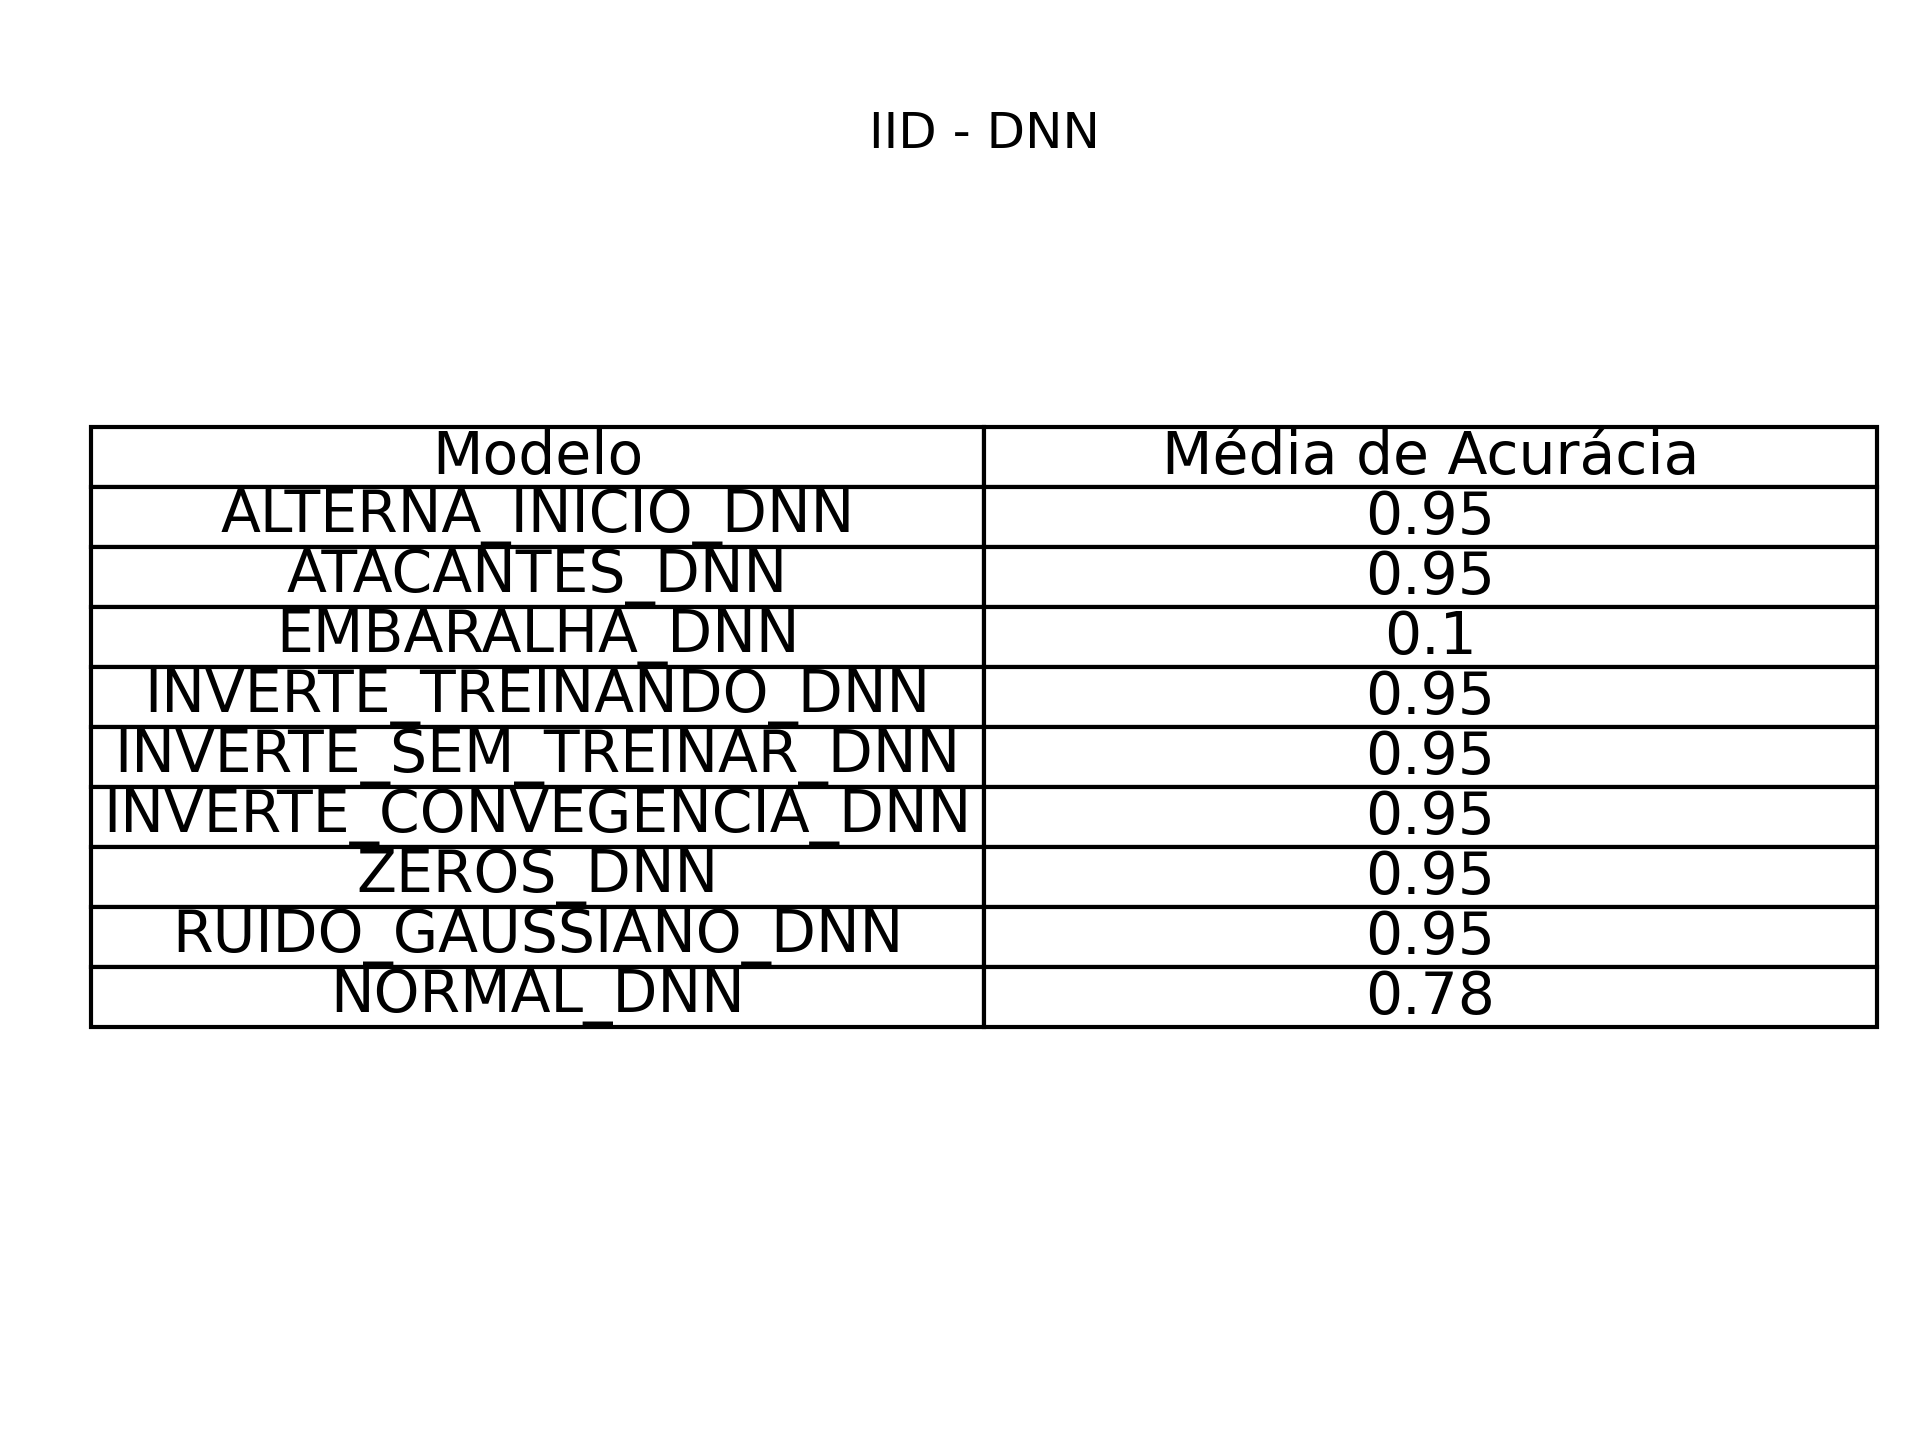 IID - DNN
Modelo Média de Acurácia
ALTERNA_INICIO_DNN 0.95
ATACANTES_DNN 0.95
EMBARALHA_DNN 0.1
INVERTE_TREINANDO_DNN 0.95
INVERTE_SEM_TREINAR_DNN 0.95
INVERTE_CONVEGENCIA_DNN 0.95
ZEROS_DNN 0.95
RUIDO_GAUSSIANO_DNN 0.95
NORMAL_DNN 0.78